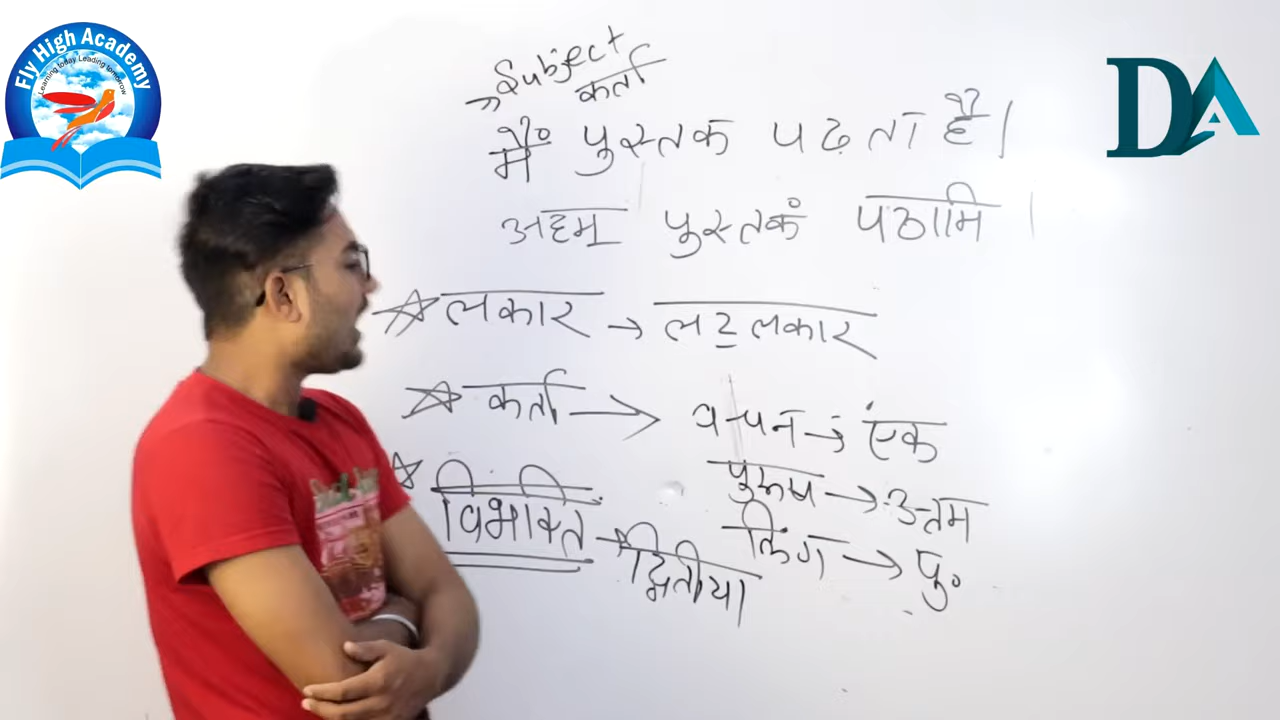 Fly High Academy
Learning today Leading tomorrow
DA
Subject
कर्ता
मैं पुस्तक पढ़ता है।
अहम् पुस्तकं पठामि ।
लकार → लट् लकार
कर्ता → वचन → एक
पुरूष → उत्तम
विभक्ति → द्वितीया
लिंग → पु०